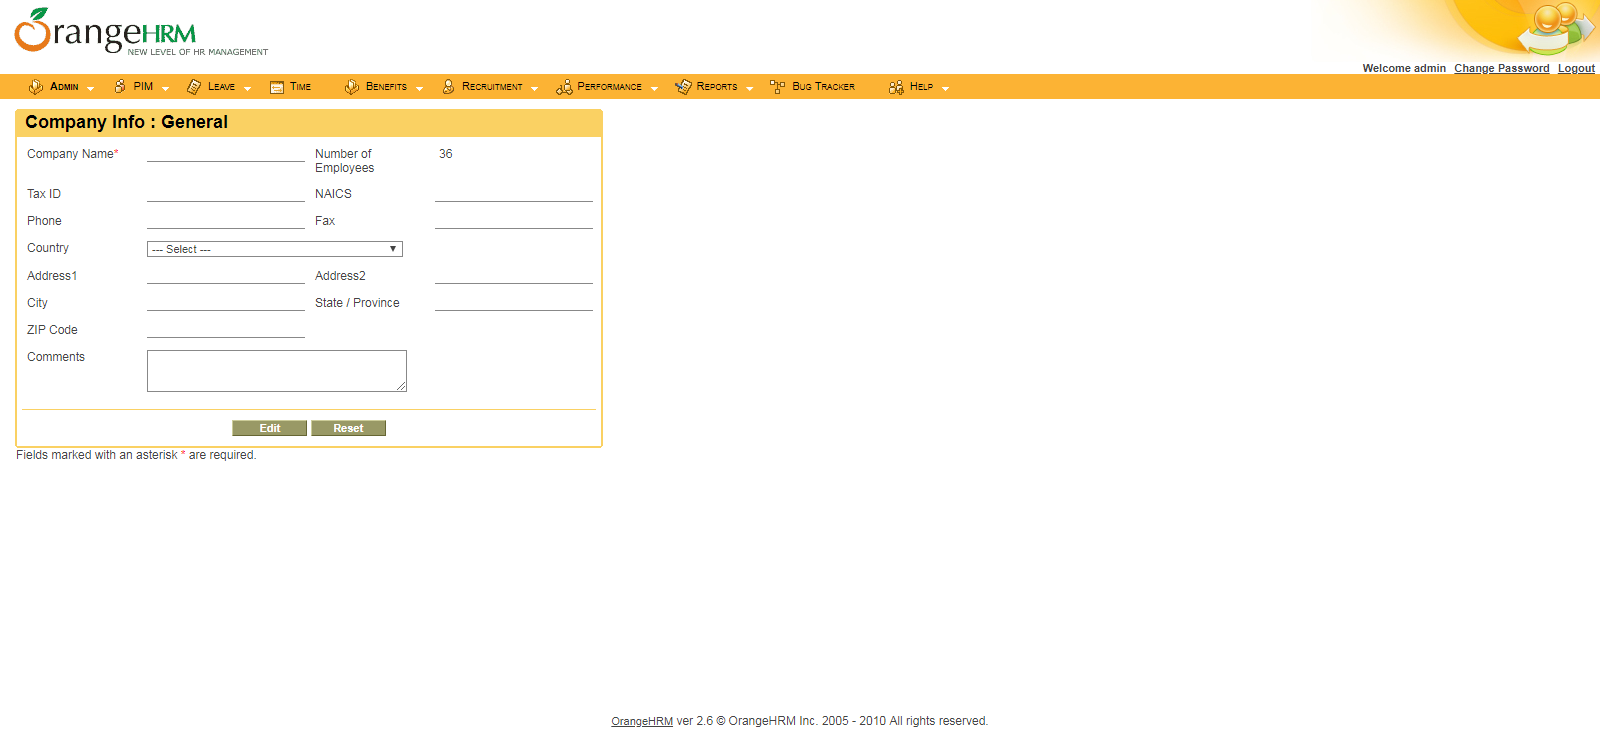 OrangeHRM
NEW LEVEL OF HR MANAGEMENT
Welcome admin Change Password Logout
Admin PIM Leave Time Benefits Recruitment Performance Reports Bug Tracker Help
Company Info : General
Company Name* Number of Employees 36
Tax ID NAICS
Phone Fax
Country --- Select ---
Address1 Address2
City State / Province
ZIP Code
Comments
Edit Reset
Fields marked with an asterisk * are required.
OrangeHRM ver 2.6 © OrangeHRM Inc. 2005 - 2010 All rights reserved.